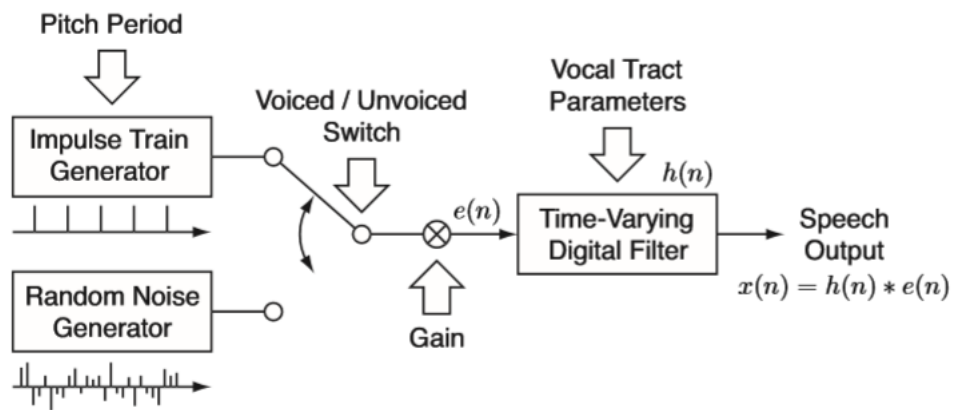 Pitch Period
Impulse Train
Generator
Voiced / Unvoiced
Switch
Vocal Tract
Parameters
h(n)
e(n)
Time-Varying
Digital Filter
Speech
Output
x(n) = h(n) * e(n)
Random Noise
Generator
Gain